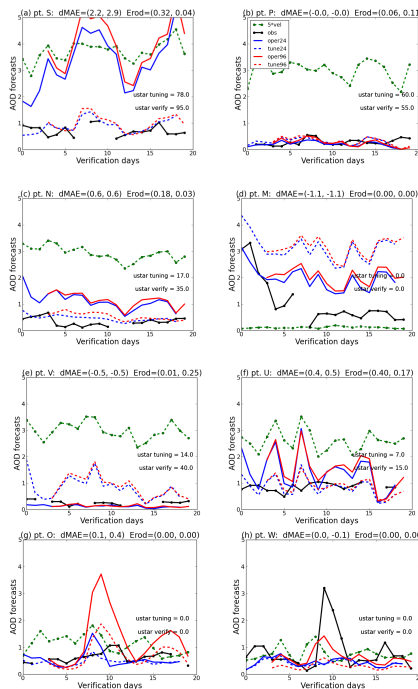 (a) pt. S: dMAE=(2.2, 2.9) Erod=(0.32, 0.04)
AOD forecasts
ustar tuning = 78.0
ustar verify = 95.0
Verification days
(b) pt. P: dMAE=(-0.0, -0.0) Erod=(0.06, 0.11
5*vel
obs
oper24
tune24
oper96
tune96
AOD forecasts
ustar tuning = 60.0
ustar verify = 55.0
Verification days
(c) pt. N: dMAE=(0.6, 0.6) Erod=(0.18, 0.03)
AOD forecasts
ustar tuning = 17.0
ustar verify = 35.0
Verification days
(d) pt. M: dMAE=(-1.1, -1.1) Erod=(0.00, 0.00)
AOD forecasts
ustar tuning = 0.0
ustar verify = 0.0
Verification days
(e) pt. V: dMAE=(-0.5, -0.5) Erod=(0.01, 0.25)
AOD forecasts
ustar tuning = 14.0
ustar verify = 40.0
Verification days
(f) pt. U: dMAE=(0.4, 0.5) Erod=(0.40, 0.17)
AOD forecasts
ustar tuning = 7.0
ustar verify = 15.0
Verification days
(g) pt. O: dMAE=(0.1, 0.4) Erod=(0.00, 0.00)
AOD forecasts
ustar tuning = 0.0
ustar verify = 0.0
Verification days
(h) pt. W: dMAE=(0.0, -0.1) Erod=(0.00, 0.00
AOD forecasts
ustar tuning = 0.0
ustar verify = 0.0
Verification days